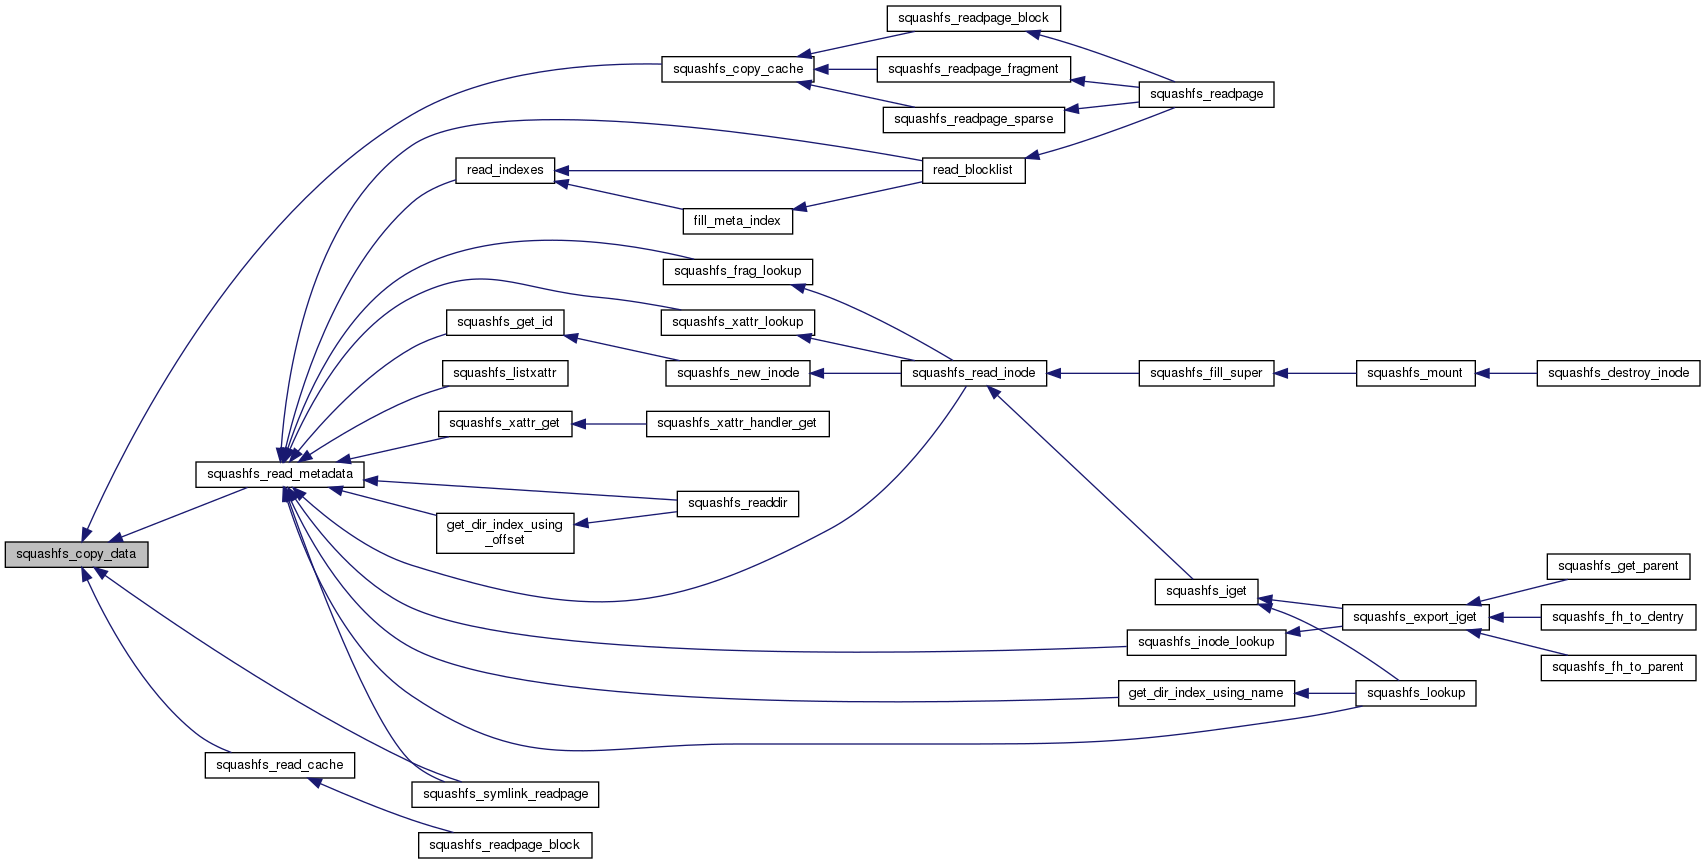 squashfs_readpage_block
squashfs_copy_cache
squashfs_readpage_fragment
squashfs_readpage
squashfs_readpage_sparse
read_indexes
read_blocklist
fill_meta_index
squashfs_frag_lookup
squashfs_xattr_lookup
squashfs_get_id
squashfs_listxattr
squashfs_new_inode
squashfs_read_inode
squashfs_fill_super
squashfs_mount
squashfs_destroy_inode
squashfs_xattr_get
squashfs_xattr_handler_get
squashfs_read_metadata
squashfs_readdir
get_dir_index_using
_offset
squashfs_copy_data
squashfs_get_parent
squashfs_iget
squashfs_export_iget
squashfs_fh_to_dentry
squashfs_inode_lookup
squashfs_fh_to_parent
get_dir_index_using_name
squashfs_lookup
squashfs_read_cache
squashfs_symlink_readpage
squashfs_readpage_block